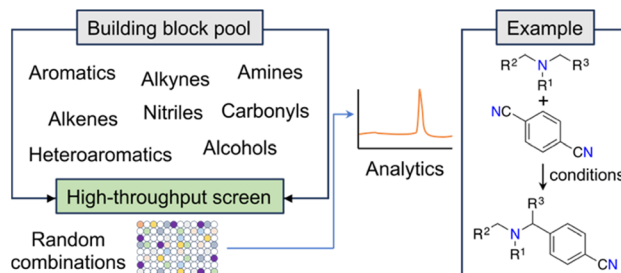 Building block pool
Aromatics
Alkynes
Amines
Alkenes
Nitriles
Carbonyls
Heteroaromatics
Alcohols
High-throughput screen
Random
combinations
Analytics
Example
R² N R³
R¹
+
NC
CN
conditions
R³
R² N
R¹
CN